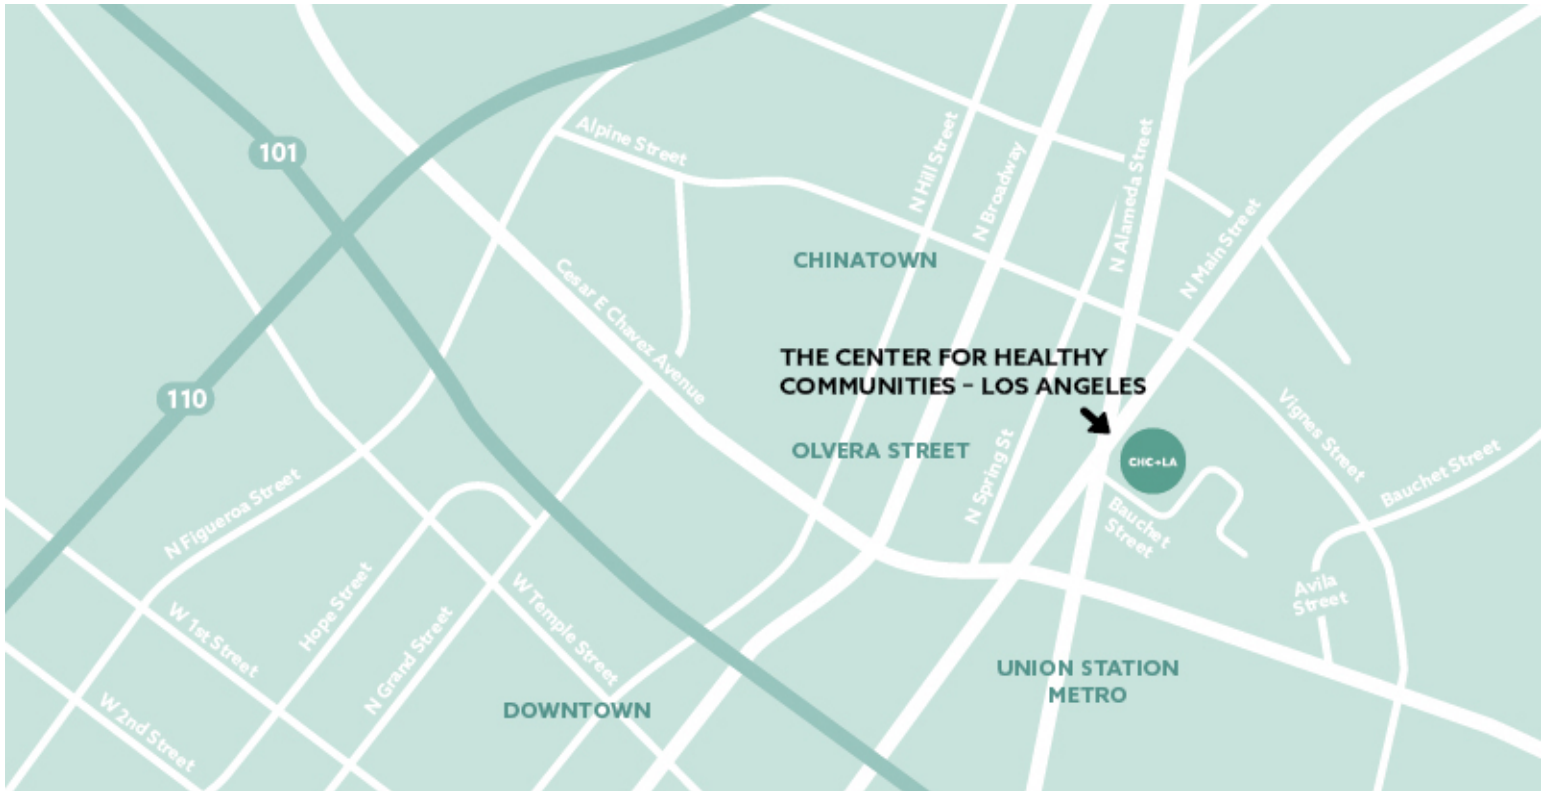 101
Alpine Street
N Hill Street
N Broadway
N Alameda Street
N Main Street
CHINATOWN
Cesar E Chavez Avenue
THE CENTER FOR HEALTHY
COMMUNITIES – LOS ANGELES
110
Vignes Street
OLVERA STREET
CHC•LA
N Spring St
Bauchet Street
N Figueroa Street
Bauchet
Street
Avila
Street
Hope Street
W Temple Street
W 1st Street
N Grand Street
UNION STATION
METRO
DOWNTOWN
W 2nd Street